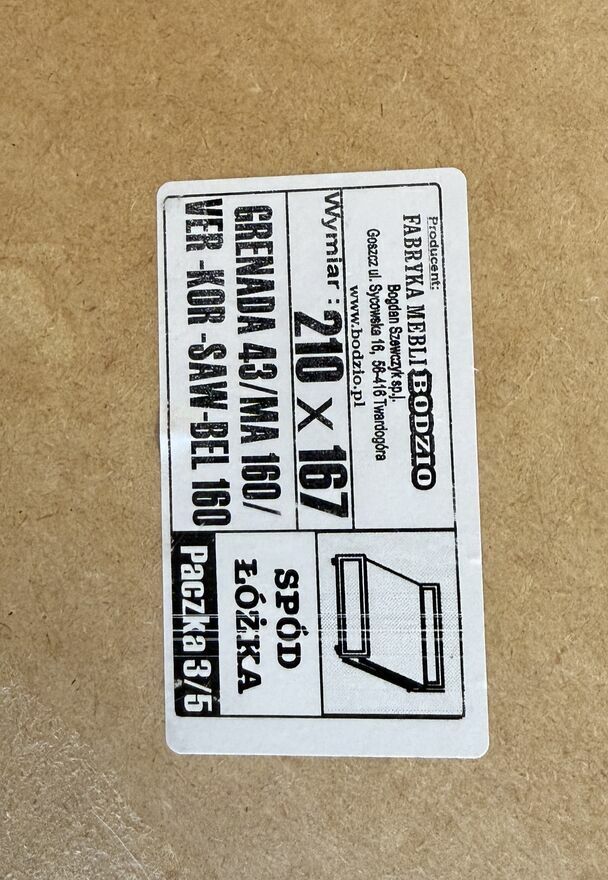 Producent:
FABRYKA MEBLI BODZIO
Bogdan Szewczyk sp.j.
Goszcz ul. Sycowska 16, 56-416 Twardogóra
www.bodzio.pl
Wymiar : 210 x 167
GRENADA 43/MA 160/
VER -KOR -SAW-BEL 160
SPÓD
ŁÓŻKA
Paczka 3/5